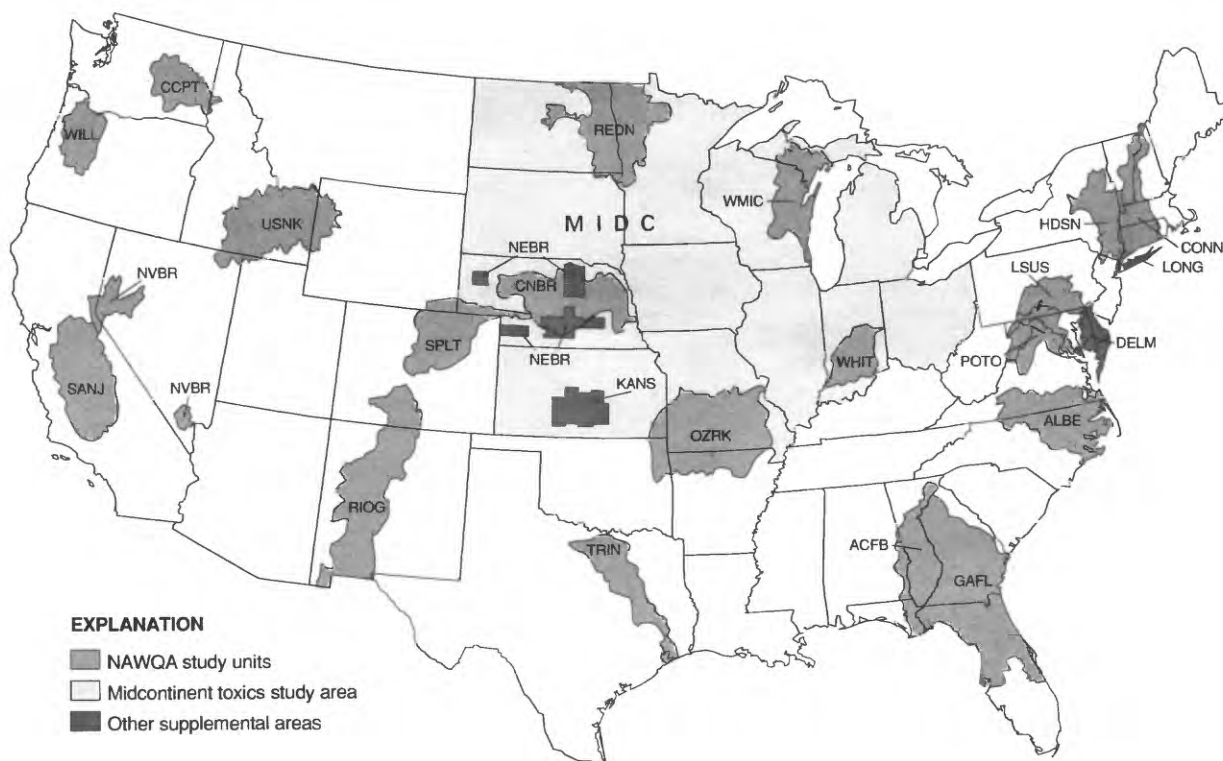 CCPT
WILL
REDN
USNK
WMIC
M I D C
HDSN
CONN
LONG
NEBR
NVBR
CNBR
LSUS
SPLT
NEBR
WHIT
POTO
DELM
SANJ
NVBR
KANS
OZRK
ALBE
RIOG
TRIN
ACFB
GAFL
EXPLANATION
NAWQA study units
Midcontinent toxics study area
Other supplemental areas